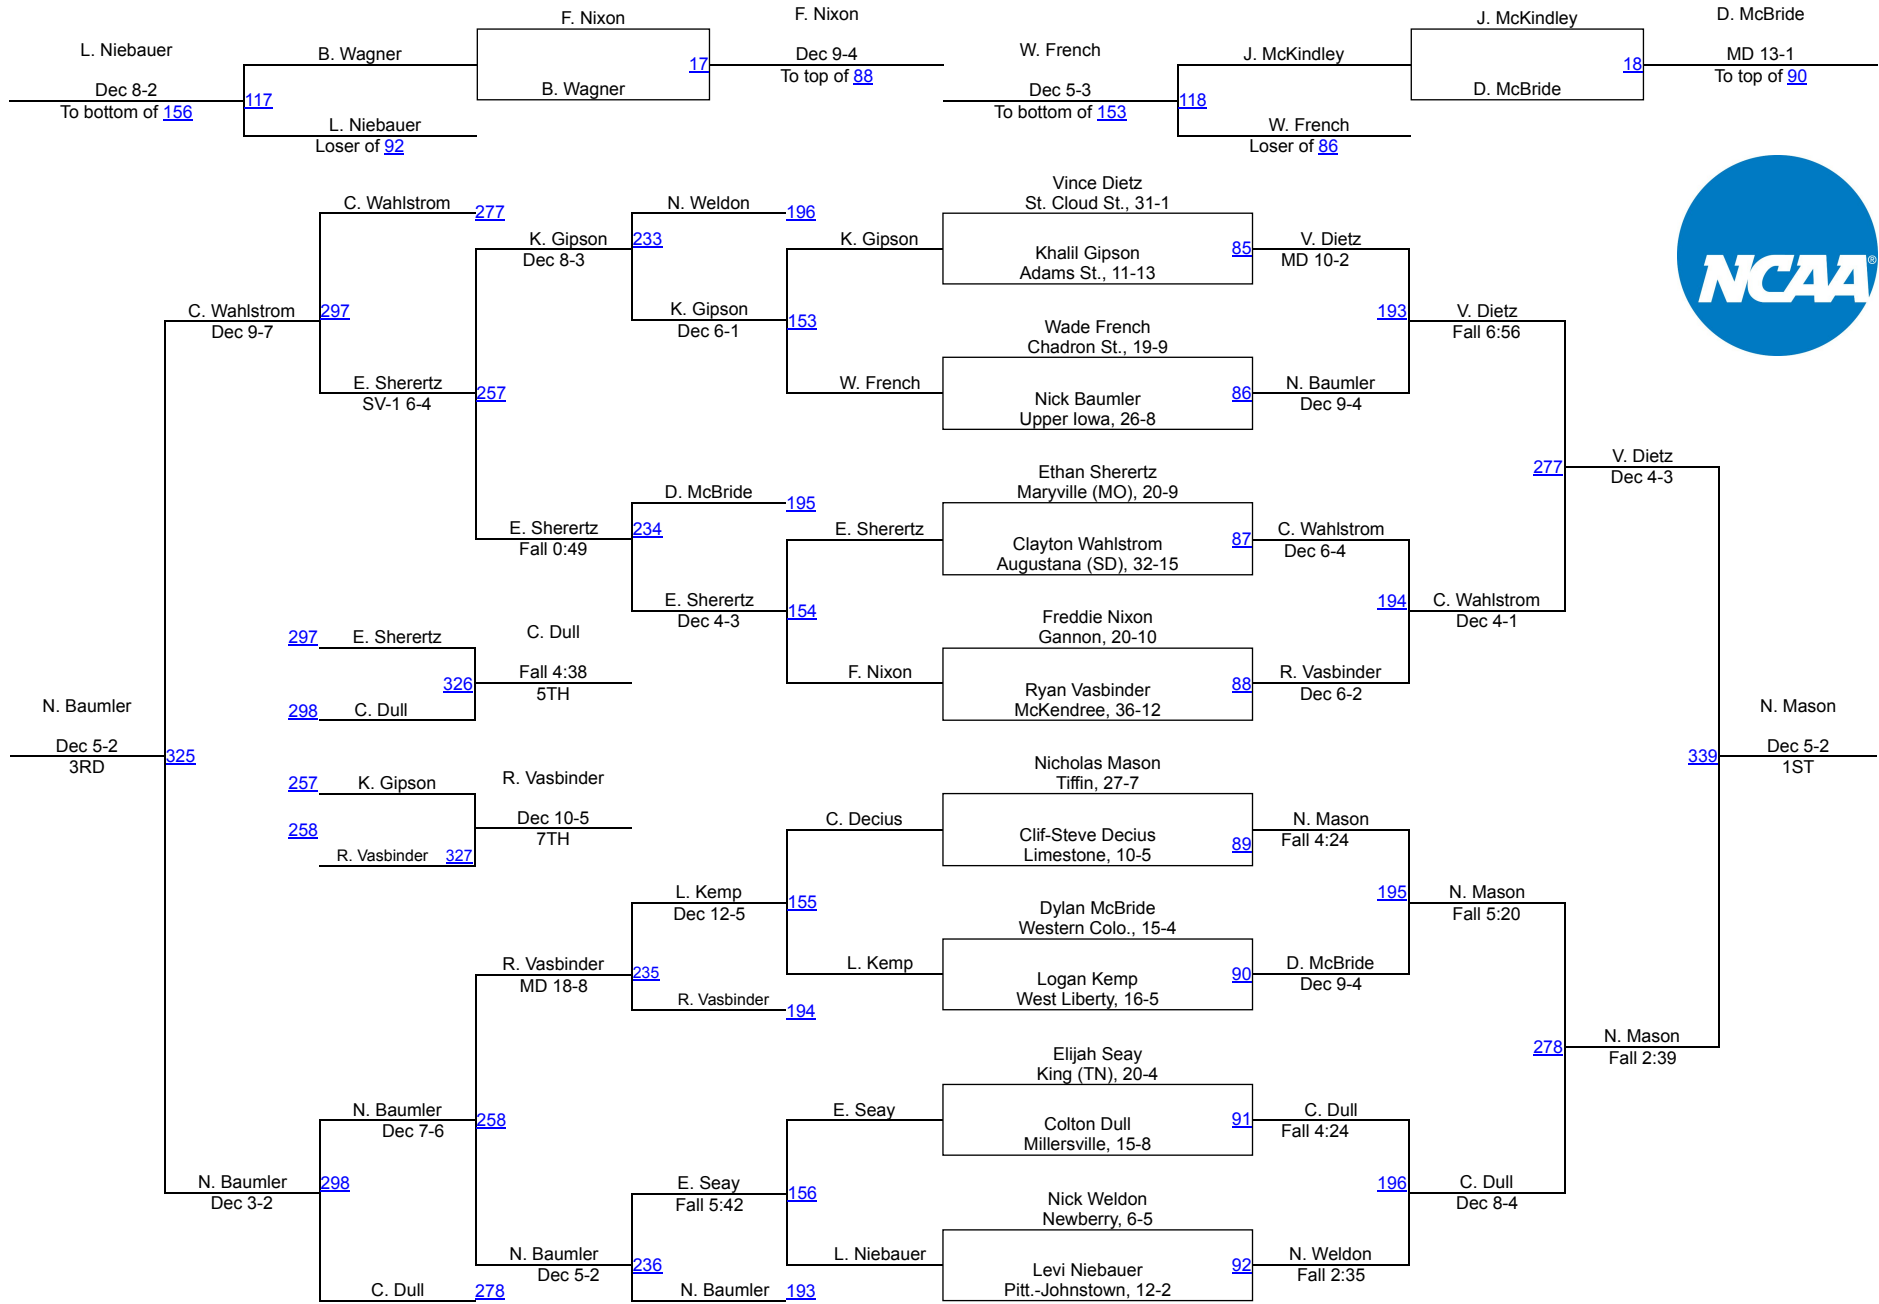 F. Nixon
F. Nixon
J. McKindley
D. McBride
L. Niebauer
B. Wagner
17
Dec 9-4
To top of 88
W. French
J. McKindley
18
MD 13-1
To top of 90
Dec 8-2
To bottom of 156
117
B. Wagner
Dec 5-3
To bottom of 153
118
D. McBride
L. Niebauer
Loser of 92
W. French
Loser of 86
NCAA®
C. Wahlstrom
277
N. Weldon
196
Vince Dietz
St. Cloud St., 31-1
K. Gipson
Dec 8-3
233
K. Gipson
Khalil Gipson
Adams St., 11-13
85
V. Dietz
MD 10-2
C. Wahlstrom
Dec 9-7
297
K. Gipson
Dec 6-1
153
Wade French
Chadron St., 19-9
193
V. Dietz
Fall 6:56
E. Sherertz
SV-1 6-4
257
W. French
Nick Baumler
Upper Iowa, 26-8
86
N. Baumler
Dec 9-4
Ethan Sherertz
Maryville (MO), 20-9
277
V. Dietz
Dec 4-3
D. McBride
195
E. Sherertz
Fall 0:49
234
E. Sherertz
Clayton Wahlstrom
Augustana (SD), 32-15
87
C. Wahlstrom
Dec 6-4
E. Sherertz
Dec 4-3
154
Freddie Nixon
Gannon, 20-10
194
C. Wahlstrom
Dec 4-1
297
E. Sherertz
C. Dull
326
Fall 4:38
5TH
298
C. Dull
F. Nixon
Ryan Vasbinder
McKendree, 36-12
88
R. Vasbinder
Dec 6-2
N. Baumler
Dec 5-2
3RD
325
N. Mason
339
Dec 5-2
1ST
257
K. Gipson
R. Vasbinder
258
Dec 10-5
7TH
R. Vasbinder
327
Nicholas Mason
Tiffin, 27-7
C. Decius
Clif-Steve Decius
Limestone, 10-5
89
N. Mason
Fall 4:24
L. Kemp
Dec 12-5
155
Dylan McBride
Western Colo., 15-4
195
N. Mason
Fall 5:20
R. Vasbinder
MD 18-8
235
L. Kemp
Logan Kemp
West Liberty, 16-5
90
D. McBride
Dec 9-4
R. Vasbinder
194
Elijah Seay
King (TN), 20-4
278
N. Mason
Fall 2:39
N. Baumler
Dec 7-6
258
E. Seay
Colton Dull
Millersville, 15-8
91
C. Dull
Fall 4:24
N. Baumler
Dec 3-2
298
E. Seay
Fall 5:42
156
Nick Weldon
Newberry, 6-5
196
C. Dull
Dec 8-4
N. Baumler
Dec 5-2
236
L. Niebauer
Levi Niebauer
Pitt.-Johnstown, 12-2
92
N. Weldon
Fall 2:35
C. Dull
278
N. Baumler
193